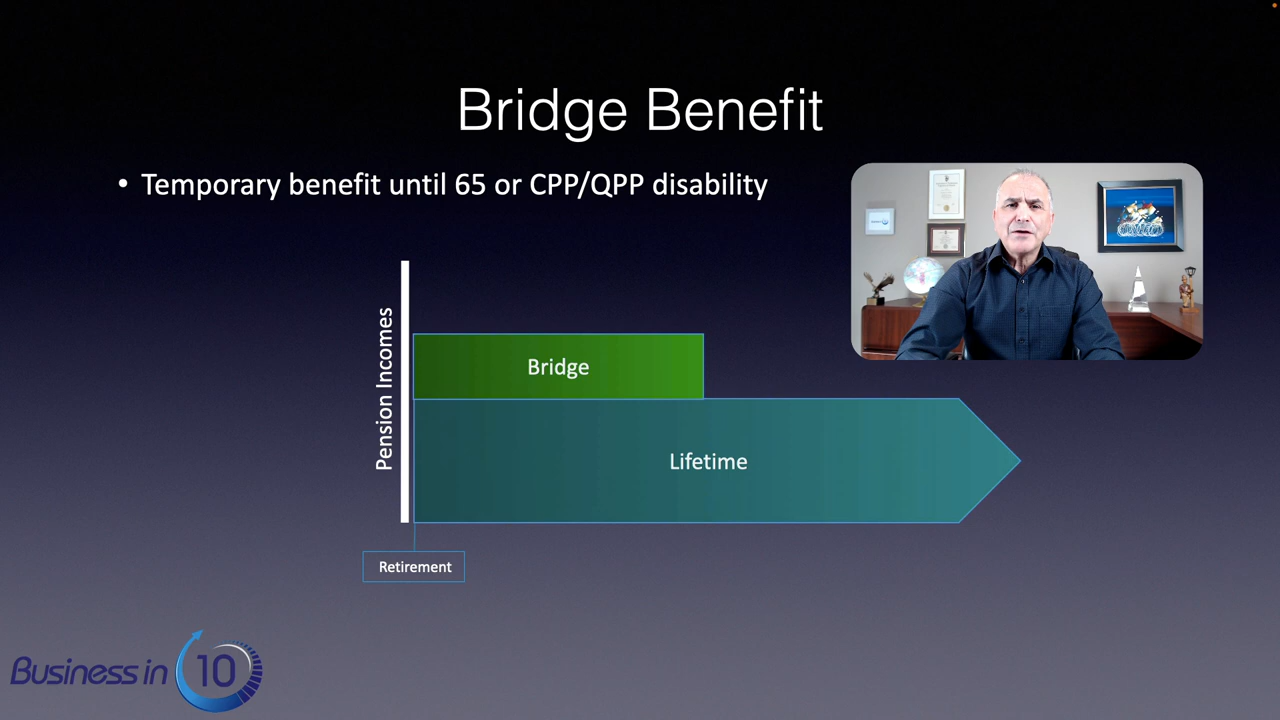 Bridge Benefit
• Temporary benefit until 65 or CPP/QPP disability
Pension Incomes
Bridge
Lifetime
Retirement
Business in 10